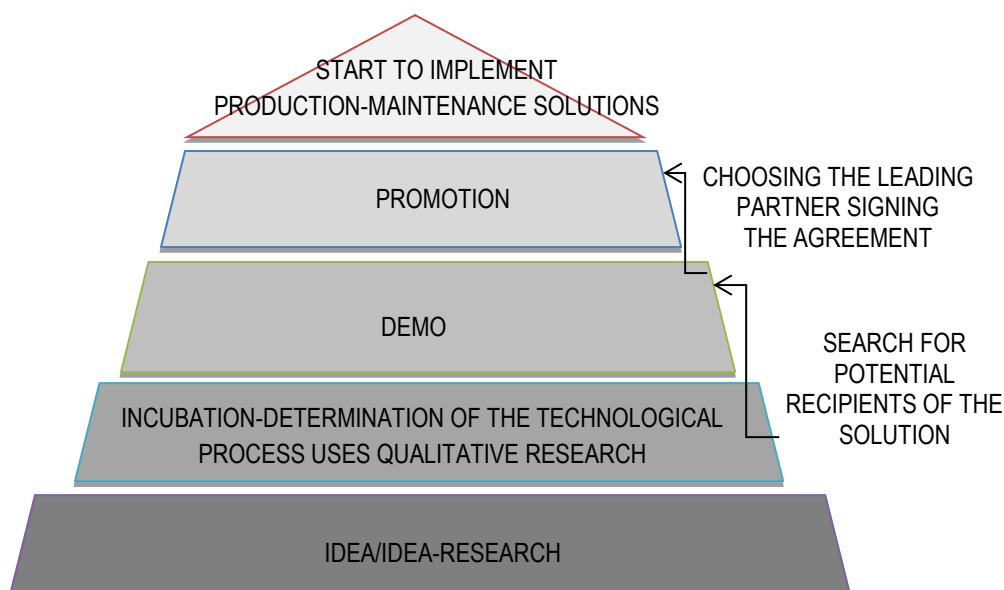 START TO IMPLEMENT
PRODUCTION-MAINTENANCE SOLUTIONS
PROMOTION
CHOOSING THE LEADING
PARTNER SIGNING
THE AGREEMENT
DEMO
SEARCH FOR
POTENTIAL
RECIPIENTS OF THE
SOLUTION
INCUBATION-DETERMINATION OF THE TECHNOLOGICAL
PROCESS USES QUALITATIVE RESEARCH
IDEA/IDEA-RESEARCH